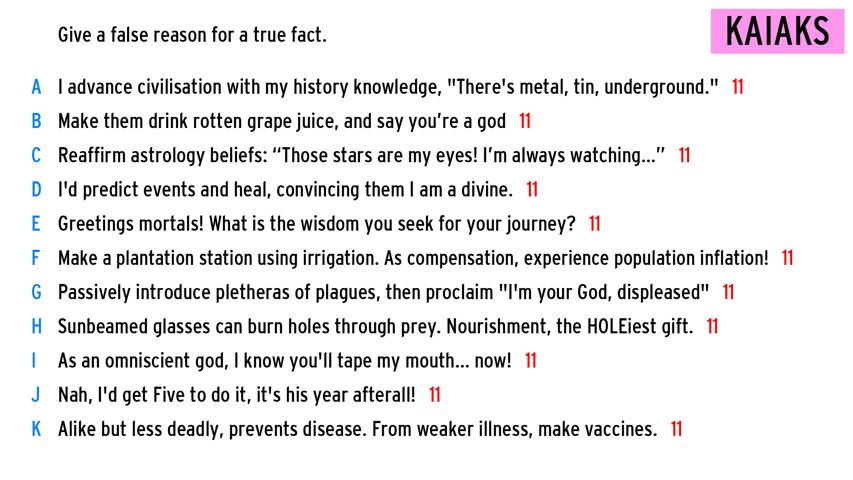 Give a false reason for a true fact.
KAIAKS
A I advance civilisation with my history knowledge, "There's metal, tin, underground." 11
B Make them drink rotten grape juice, and say you’re a god 11
C Reaffirm astrology beliefs: “Those stars are my eyes! I’m always watching...” 11
D I'd predict events and heal, convincing them I am a divine. 11
E Greetings mortals! What is the wisdom you seek for your journey? 11
F Make a plantation station using irrigation. As compensation, experience population inflation! 11
G Passively introduce pletheras of plagues, then proclaim "I'm your God, displeased" 11
H Sunbeamed glasses can burn holes through prey. Nourishment, the HOLEiest gift. 11
I As an omniscient god, I know you'll tape my mouth... now! 11
J Nah, I'd get Five to do it, it's his year afterall! 11
K Alike but less deadly, prevents disease. From weaker illness, make vaccines. 11